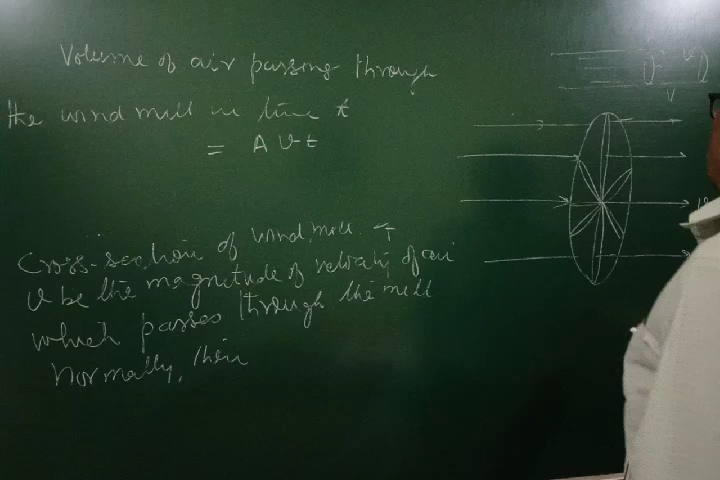 Volume of air passing through
the wind mill in time t
= A v t
Cross-section of wind mill.
v be the magnitude of velocity of air
which passes through the mill
normally, then
v